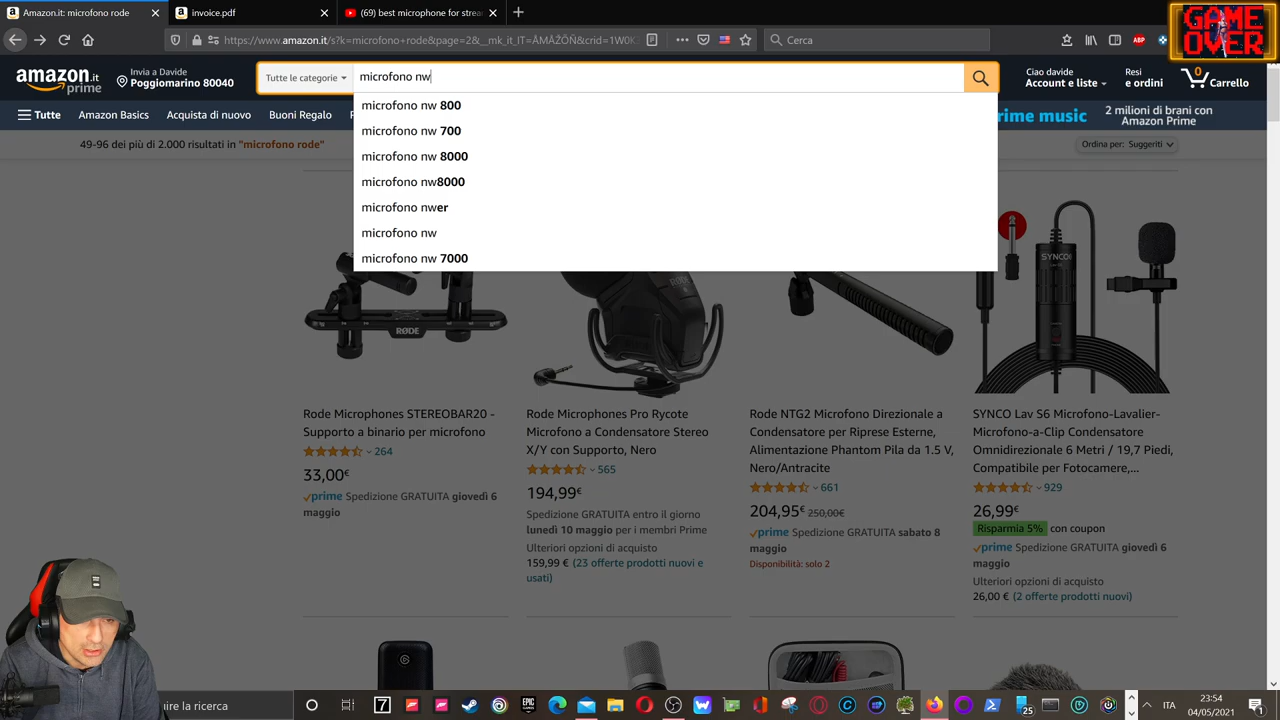 Amazon.it: microfono rode
invoice.pdf
(69) best microphone for strea
GAME OVER
https://www.amazon.it/s?k=microfono+rode&page=2&__mk_it_IT=ÅMÅŽÕÑ&crid=1W0K
Cerca
ABP
amazon.it
prime
Invia a Davide
Poggiomarino 80040
Tutte le categorie
microfono nw
Ciao davide
Account e liste
Resi
e ordini
0
Carrello
Tutte
Amazon Basics
Acquista di nuovo
Buoni Regalo
prime music
2 milioni di brani con
Amazon Prime
microfono nw 800
microfono nw 700
microfono nw 8000
microfono nw8000
microfono nwer
microfono nw
microfono nw 7000
49-96 dei più di 2.000 risultati in "microfono rode"
Ordina per: Suggeriti
RØDE
SYNCO
Rode Microphones STEREOBAR20 -
Supporto a binario per microfono
264
33,00€
prime Spedizione GRATUITA giovedì 6
maggio
Rode Microphones Pro Rycote
Microfono a Condensatore Stereo
X/Y con Supporto, Nero
565
194,99€
Spedizione GRATUITA entro il giorno
lunedì 10 maggio per i membri Prime
Ulteriori opzioni di acquisto
159,99 € (23 offerte prodotti nuovi e
usati)
Rode NTG2 Microfono Direzionale a
Condensatore per Riprese Esterne,
Alimentazione Phantom Pila da 1.5 V,
Nero/Antracite
661
204,95€ 250,00€
prime Spedizione GRATUITA sabato 8
maggio
Disponibilità: solo 2
SYNCO Lav S6 Microfono-Lavalier-
Microfono-a-Clip Condensatore
Omnidirezionale 6 Metri / 19,7 Piedi,
Compatibile per Fotocamere,...
929
26,99€
Risparmia 5% con coupon
prime Spedizione GRATUITA giovedì 6
maggio
Ulteriori opzioni di acquisto
26,00 € (2 offerte prodotti nuovi)
ire la ricerca
ITA
23:54
04/05/2021